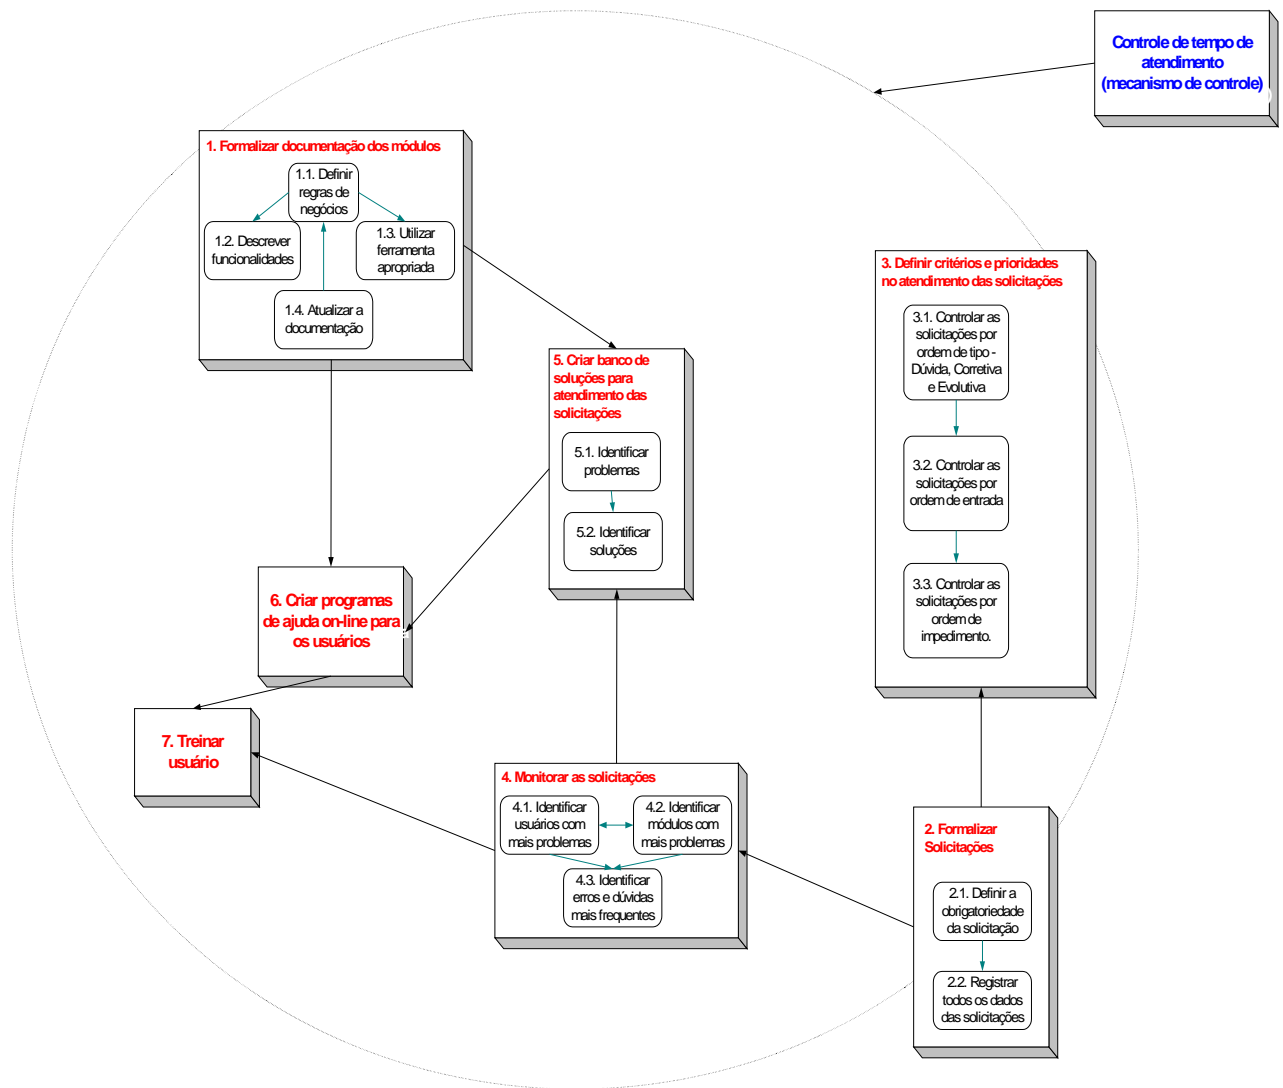 Controle de tempo de
atendimento
(mecanismo de controle)
1. Formalizar documentação dos módulos
1.1. Definir
regras de
negócios
1.2. Descrever
funcionalidades
1.3. Utilizar
ferramenta
apropriada
1.4. Atualizar a
documentação
3. Definir critérios e prioridades
no atendimento das solicitações
3.1. Controlar as
solicitações por
ordem de tipo -
Dúvida, Corretiva
e Evolutiva
3.2. Controlar as
solicitações por
ordem de entrada
3.3. Controlar as
solicitações por
ordem de
impedimento.
5. Criar banco de
soluções para
atendimento das
solicitações
5.1. Identificar
problemas
5.2. Identificar
soluções
6. Criar programas
de ajuda on-line para
os usuários
7. Treinar
usuário
4. Monitorar as solicitações
4.1. Identificar
usuários com
mais problemas
4.2. Identificar
módulos com
mais problemas
4.3. Identificar
erros e dúvidas
mais frequentes
2. Formalizar
Solicitações
2.1. Definir a
obrigatoriedade
da solicitação
2.2. Registrar
todos os dados
das solicitações